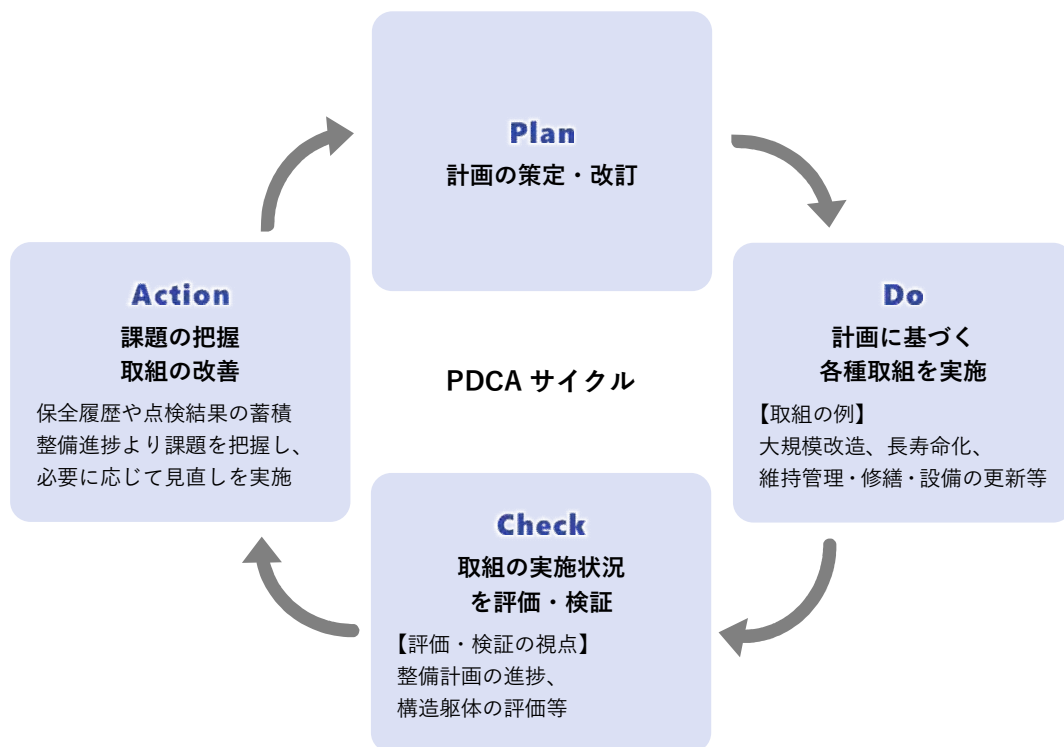 Plan
計画の策定・改訂
Do
計画に基づく
各種取組を実施
【取組の例】
大規模改造、長寿命化、
維持管理・修繕・設備の更新等
Check
取組の実施状況
を評価・検証
【評価・検証の視点】
整備計画の進捗、
構造躯体の評価等
Action
課題の把握
取組の改善
保全履歴や点検結果の蓄積
整備進捗より課題を把握し、
必要に応じて見直しを実施
PDCA サイクル